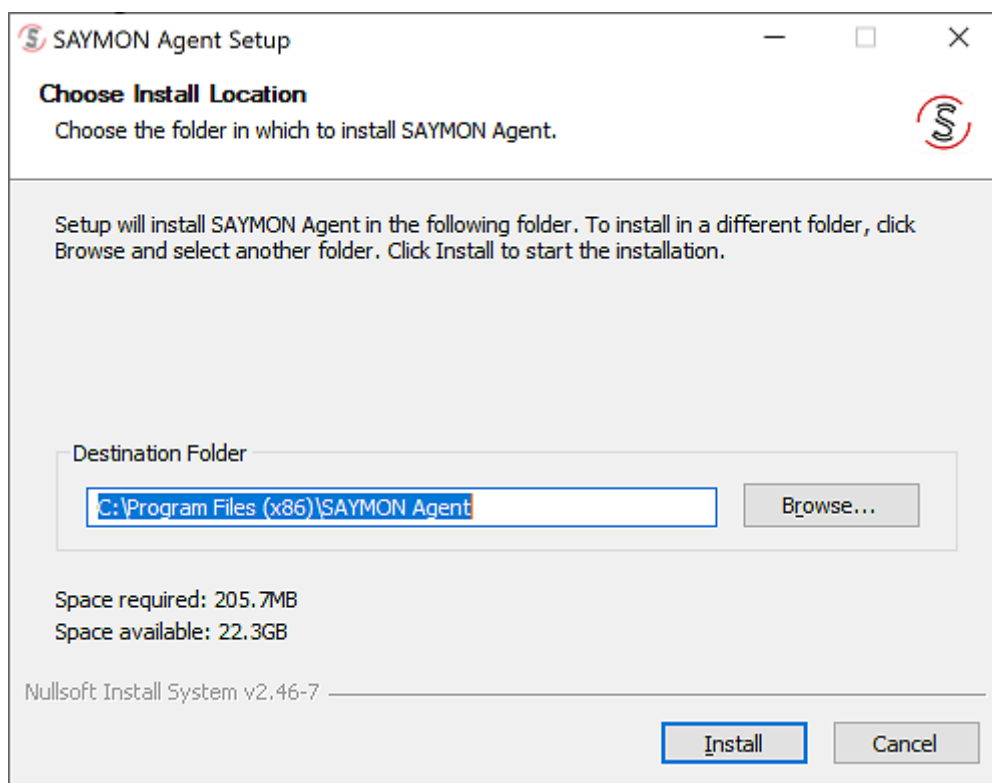 SAYMON Agent Setup
Choose Install Location
Choose the folder in which to install SAYMON Agent.
Setup will install SAYMON Agent in the following folder. To install in a different folder, click
Browse and select another folder. Click Install to start the installation.
Destination Folder
C:\Program Files (x86)\SAYMON Agent
Browse...
Space required: 205.7MB
Space available: 22.3GB
Nullsoft Install System v2.46-7
Install
Cancel